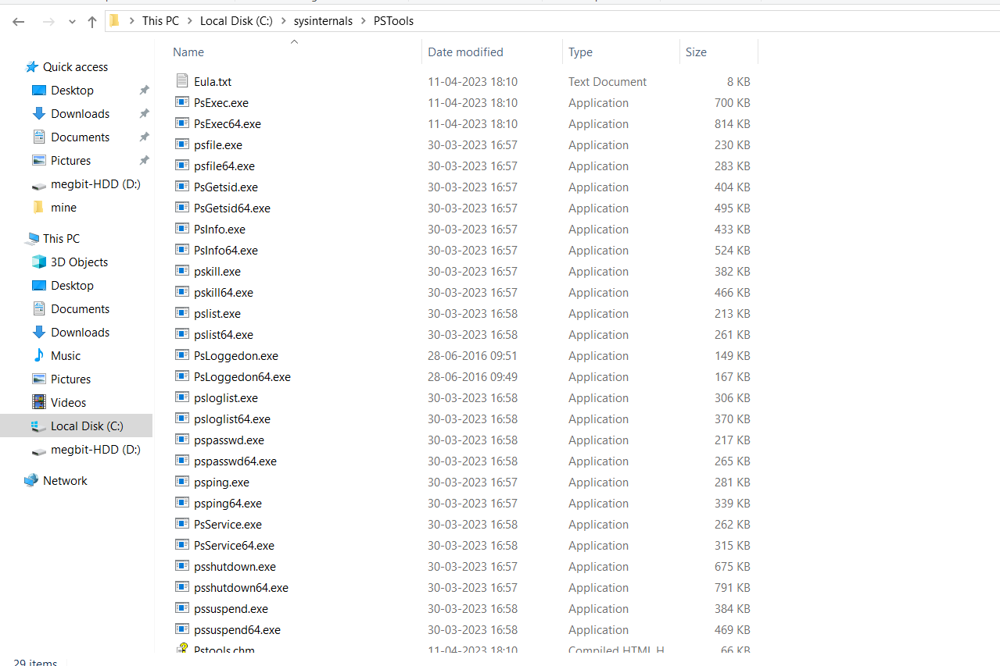 This PC > Local Disk (C:) > sysinternals > PSTools
Quick access
Desktop
Downloads
Documents
Pictures
megbit-HDD (D:)
mine
This PC
3D Objects
Desktop
Documents
Downloads
Music
Pictures
Videos
Local Disk (C:)
megbit-HDD (D:)
Network
Name Date modified Type Size
Eula.txt 11-04-2023 18:10 Text Document 8 KB
PsExec.exe 11-04-2023 18:10 Application 700 KB
PsExec64.exe 11-04-2023 18:10 Application 814 KB
psfile.exe 30-03-2023 16:57 Application 230 KB
psfile64.exe 30-03-2023 16:57 Application 283 KB
PsGetsid.exe 30-03-2023 16:57 Application 404 KB
PsGetsid64.exe 30-03-2023 16:57 Application 495 KB
PsInfo.exe 30-03-2023 16:57 Application 433 KB
PsInfo64.exe 30-03-2023 16:57 Application 524 KB
pskill.exe 30-03-2023 16:57 Application 382 KB
pskill64.exe 30-03-2023 16:57 Application 466 KB
pslist.exe 30-03-2023 16:58 Application 213 KB
pslist64.exe 30-03-2023 16:58 Application 261 KB
PsLoggedon.exe 28-06-2016 09:51 Application 149 KB
PsLoggedon64.exe 28-06-2016 09:49 Application 167 KB
psloglist.exe 30-03-2023 16:58 Application 306 KB
psloglist64.exe 30-03-2023 16:58 Application 370 KB
pspasswd.exe 30-03-2023 16:58 Application 217 KB
pspasswd64.exe 30-03-2023 16:58 Application 265 KB
psping.exe 30-03-2023 16:57 Application 281 KB
psping64.exe 30-03-2023 16:57 Application 339 KB
PsService.exe 30-03-2023 16:58 Application 262 KB
PsService64.exe 30-03-2023 16:58 Application 315 KB
psshutdown.exe 30-03-2023 16:57 Application 675 KB
psshutdown64.exe 30-03-2023 16:57 Application 791 KB
pssuspend.exe 30-03-2023 16:58 Application 384 KB
pssuspend64.exe 30-03-2023 16:58 Application 469 KB
Pstools.chm 11-04-2023 18:10 Compiled HTML H 66 KB
29 items